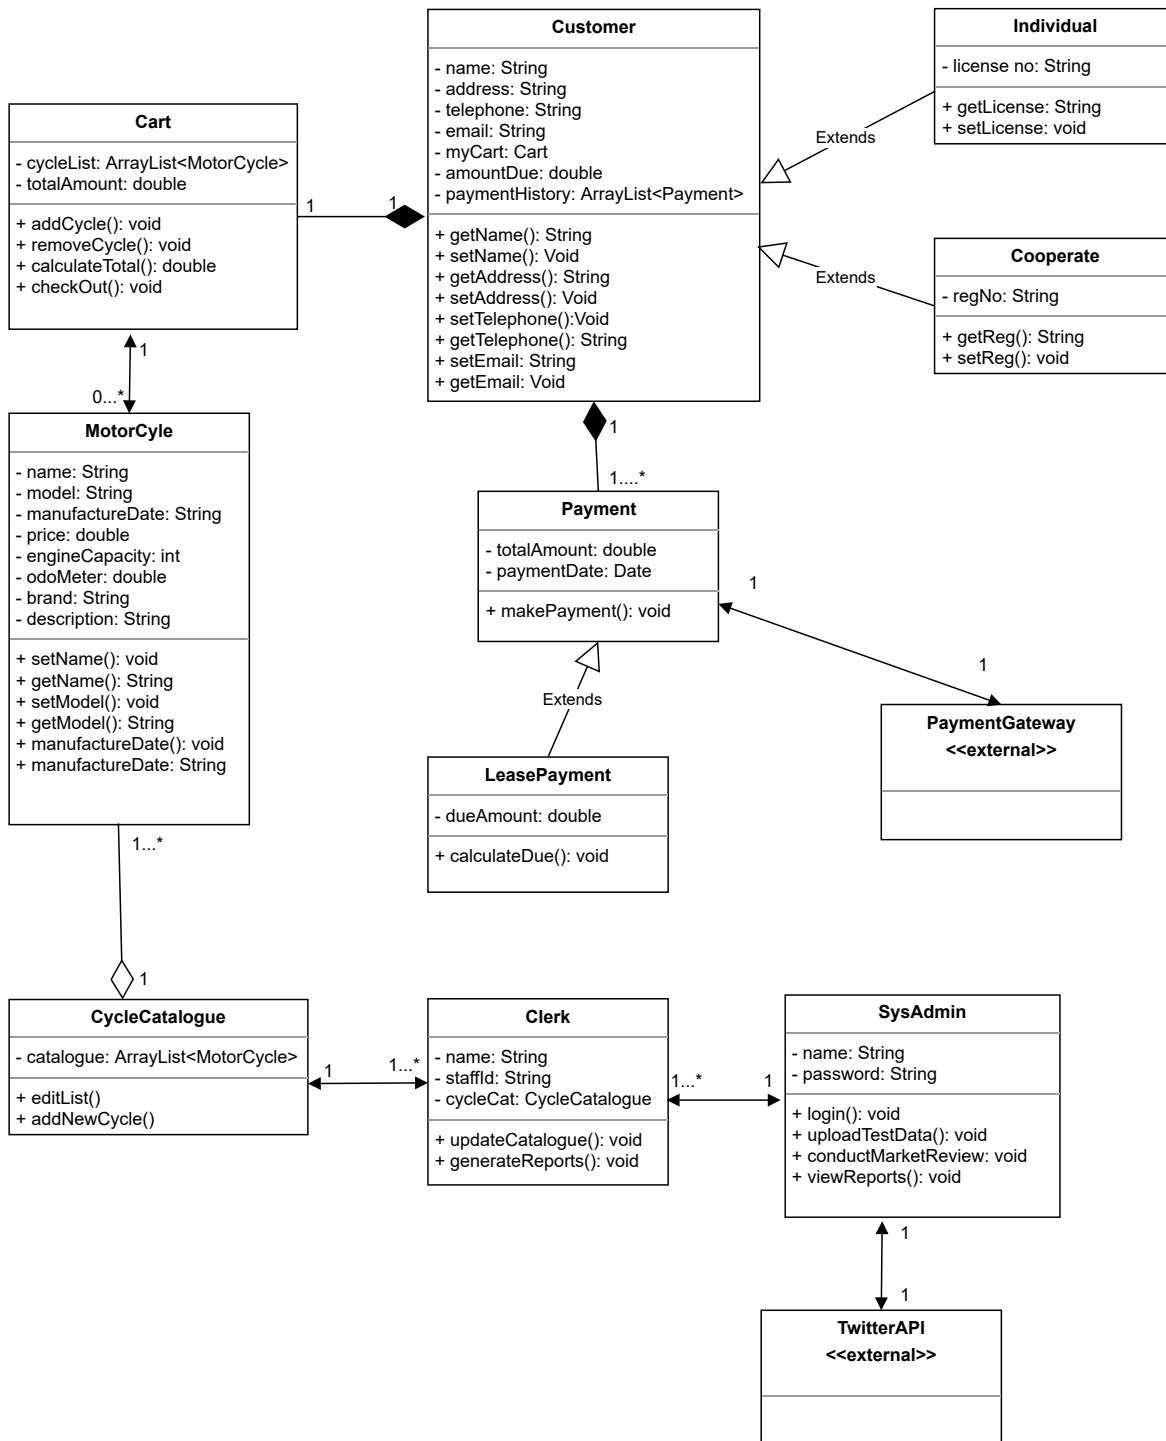 Customer
- name: String
- address: String
- telephone: String
- email: String
- myCart: Cart
- amountDue: double
- paymentHistory: ArrayList<Payment>
+ getName(): String
+ setName(): Void
+ getAddress(): String
+ setAddress(): Void
+ setTelephone():Void
+ getTelephone(): String
+ setEmail: String
+ getEmail: Void
Individual
- license no: String
+ getLicense: String
+ setLicense: void
Extends
Cart
- cycleList: ArrayList<MotorCycle>
- totalAmount: double
+ addCycle(): void
+ removeCycle(): void
+ calculateTotal(): double
+ checkOut(): void
1
1
Cooperate
- regNo: String
+ getReg(): String
+ setReg(): void
Extends
1
0...*
MotorCyle
- name: String
- model: String
- manufactureDate: String
- price: double
- engineCapacity: int
- odoMeter: double
- brand: String
- description: String
+ setName(): void
+ getName(): String
+ setModel(): void
+ getModel(): String
+ manufactureDate(): void
+ manufactureDate: String
1
1....*
Payment
- totalAmount: double
- paymentDate: Date
+ makePayment(): void
1
1
Extends
PaymentGateway
<<external>>
LeasePayment
- dueAmount: double
+ calculateDue(): void
1...*
1
CycleCatalogue
- catalogue: ArrayList<MotorCycle>
+ editList()
+ addNewCycle()
1
1...*
Clerk
- name: String
- staffId: String
- cycleCat: CycleCatalogue
+ updateCatalogue(): void
+ generateReports(): void
1...*
1
SysAdmin
- name: String
- password: String
+ login(): void
+ uploadTestData(): void
+ conductMarketReview: void
+ viewReports(): void
1
1
TwitterAPI
<<external>>